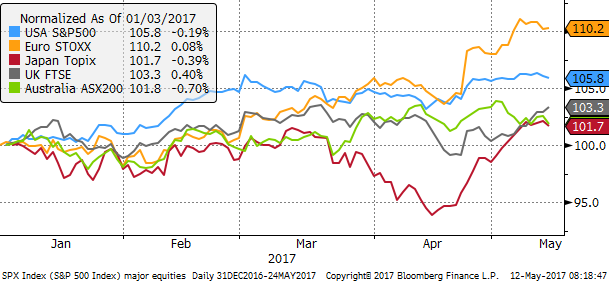 Normalized As Of 01/03/2017
USA S&P500 105.8 -0.19%
Euro STOXX 110.2 0.08%
Japan Topix 101.7 -0.39%
UK FTSE 103.3 0.40%
Australia ASX200 101.8 -0.70%
110.2
105.8
105.0
103.3
101.7
100.0
95.0
Jan Feb Mar Apr May
2017
SPX Index (S&P 500 Index) major equities Daily 31DEC2016-24MAY2017 Copyright© 2017 Bloomberg Finance L.P. 12-May-2017 08:18:47